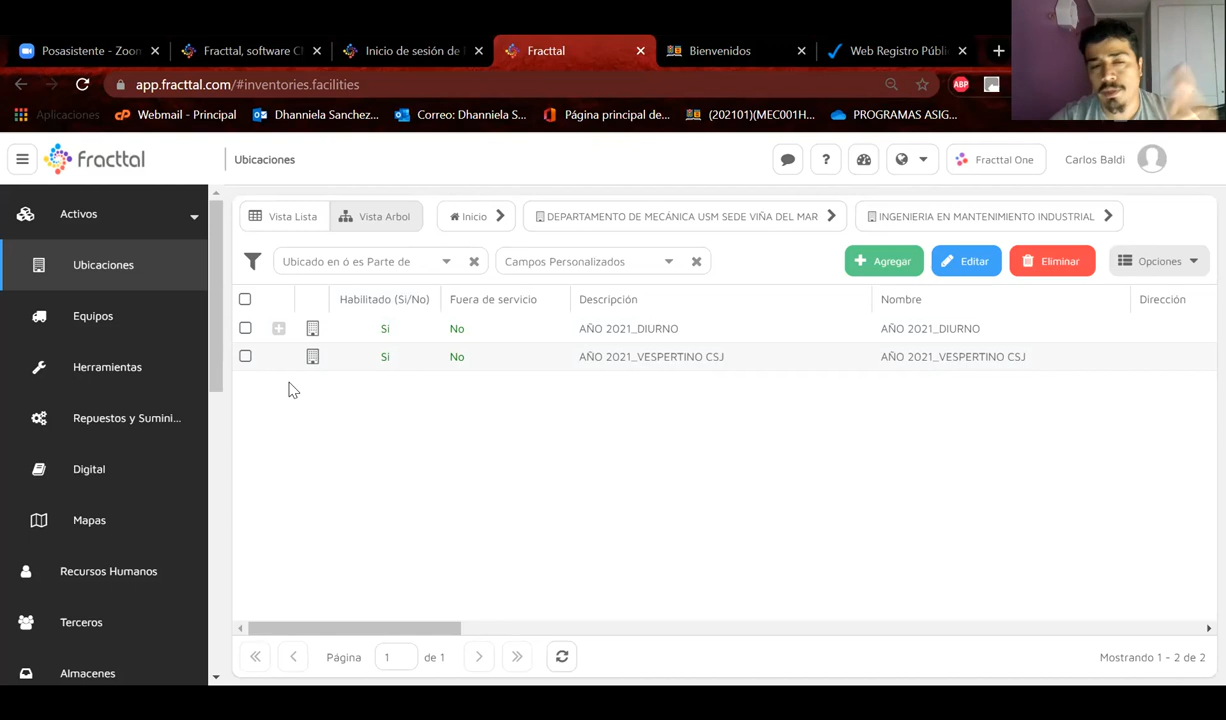 Posasistente - Zoom
Fracttal, software C
Inicio de sesión de
Fracttal
Bienvenidos
Web Registro Públi
app.fracttal.com/#inventories.facilities
ABP
Aplicaciones
Webmail - Principal
Dhanniela Sanchez...
Correo: Dhanniela S...
Página principal de...
(202101)(MEC001H...
PROGRAMAS ASIG...
fracttal
Ubicaciones
?
Fracttal One
Carlos Baldi
Activos
Ubicaciones
Equipos
Herramientas
Repuestos y Sumini...
Digital
Mapas
Recursos Humanos
Terceros
Almacenes
Vista Lista
Vista Arbol
Inicio
DEPARTAMENTO DE MECÁNICA USM SEDE VIÑA DEL MAR
INGENIERIA EN MANTENIMIENTO INDUSTRIAL
Ubicado en ó es Parte de
Campos Personalizados
Agregar
Editar
Eliminar
Opciones
Habilitado (Si/No) Fuera de servicio Descripción Nombre Dirección
Si No AÑO 2021_DIURNO AÑO 2021_DIURNO
Si No AÑO 2021_VESPERTINO CSJ AÑO 2021_VESPERTINO CSJ
Página 1 de 1
Mostrando 1 - 2 de 2